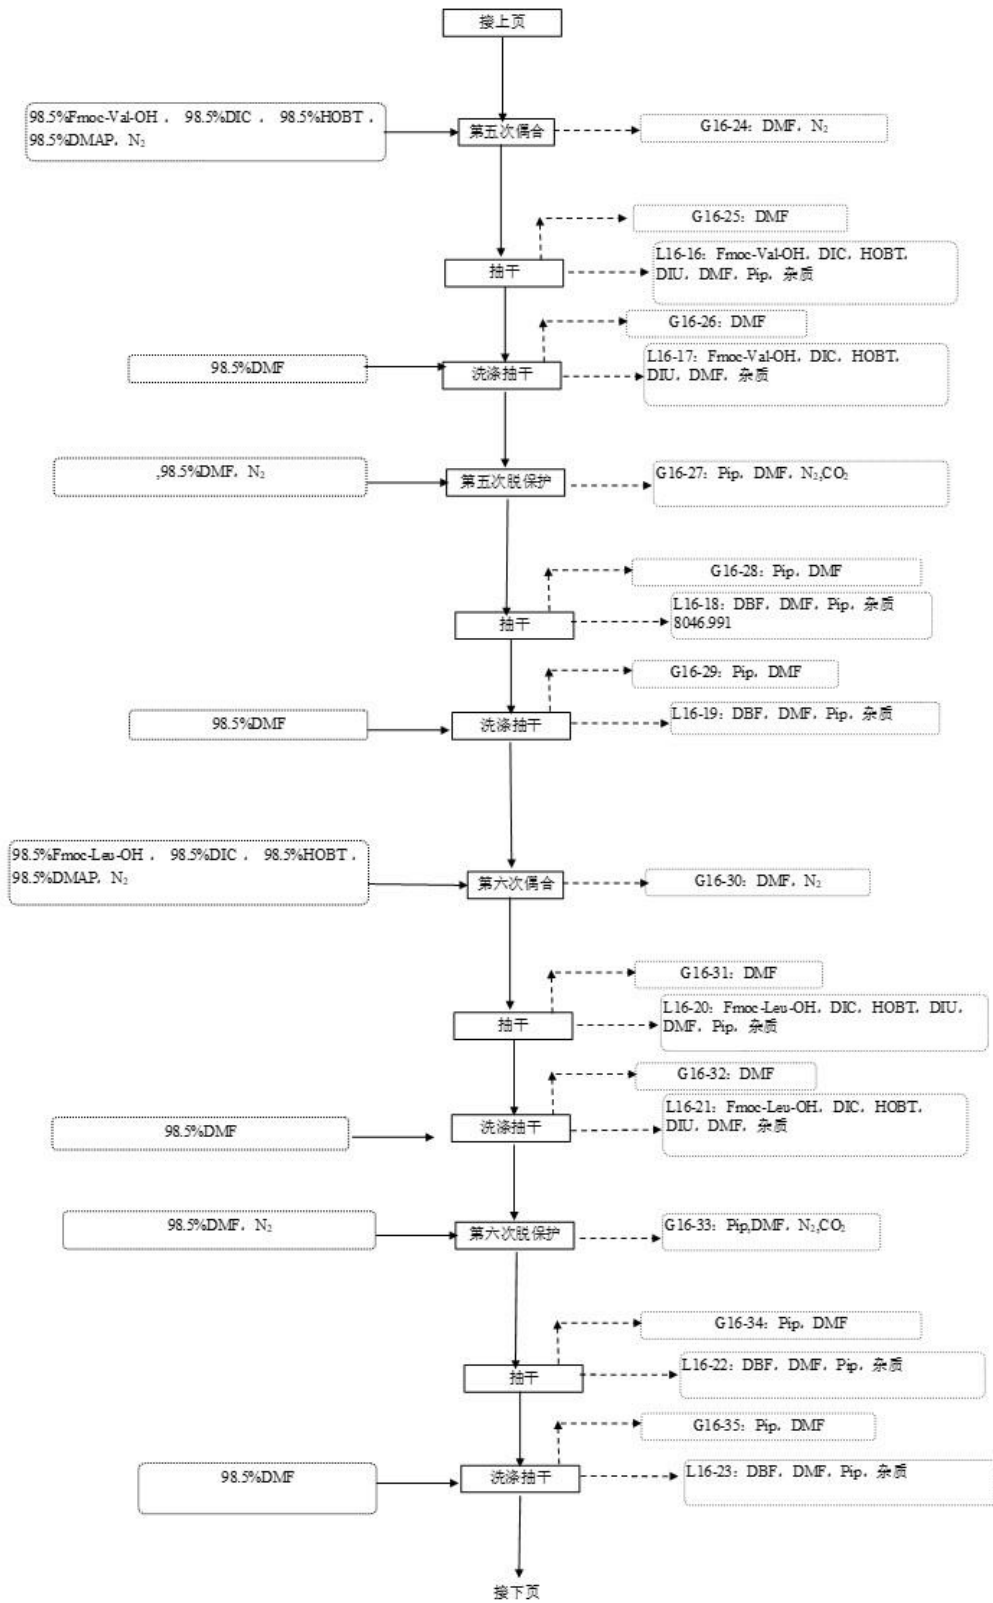 接上页
98.5%Fmoc-Val-OH， 98.5%DIC， 98.5%HOBT，
98.5%DMAP，N₂
第五次偶合
G16-24：DMF，N₂
G16-25：DMF
抽干
L16-16：Fmoc-Val-OH，DIC，HOBT，
DIU，DMF，Pip，杂质
G16-26：DMF
98.5%DMF
洗涤抽干
L16-17：Fmoc-Val-OH，DIC，HOBT，
DIU，DMF，杂质
,98.5%DMF，N₂
第五次脱保护
G16-27：Pip，DMF，N₂,CO₂
G16-28：Pip，DMF
抽干
L16-18：DBF，DMF，Pip，杂质
8046.991
G16-29：Pip，DMF
98.5%DMF
洗涤抽干
L16-19：DBF，DMF，Pip，杂质
98.5%Fmoc-Leu-OH， 98.5%DIC， 98.5%HOBT，
98.5%DMAP，N₂
第六次偶合
G16-30：DMF，N₂
G16-31：DMF
抽干
L16-20：Fmoc-Leu-OH，DIC，HOBT，DIU，
DMF，Pip，杂质
G16-32：DMF
98.5%DMF
洗涤抽干
L16-21：Fmoc-Leu-OH，DIC，HOBT，
DIU，DMF，杂质
98.5%DMF，N₂
第六次脱保护
G16-33：Pip,DMF，N₂,CO₂
G16-34：Pip，DMF
抽干
L16-22：DBF，DMF，Pip，杂质
G16-35：Pip，DMF
98.5%DMF
洗涤抽干
L16-23：DBF，DMF，Pip，杂质
接下页